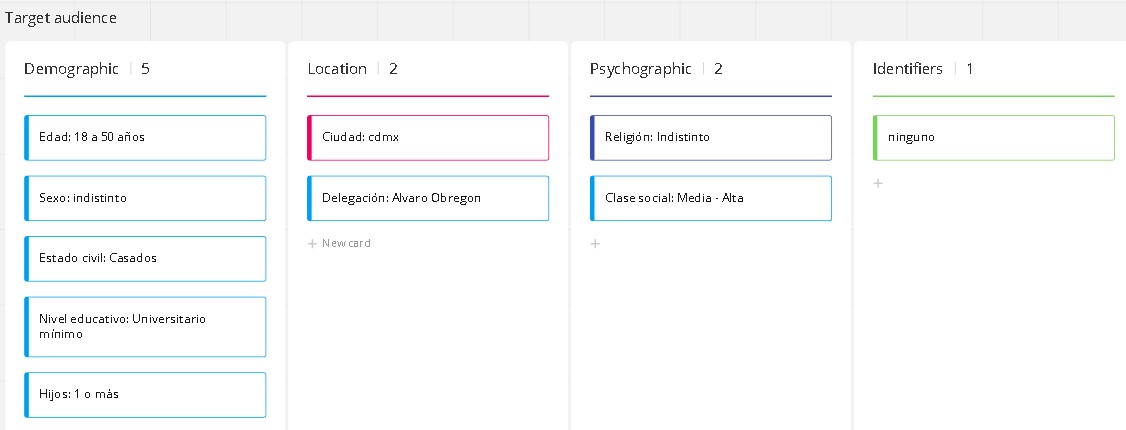 Target audience
Demographic | 5
Edad: 18 a 50 años
Sexo: indistinto
Estado civil: Casados
Nivel educativo: Universitario
mínimo
Hijos: 1 o más
Location | 2
Ciudad: cdmx
Delegación: Alvaro Obregon
+ New card
Psychographic | 2
Religión: Indistinto
Clase social: Media - Alta
+
Identifiers | 1
ninguno
+